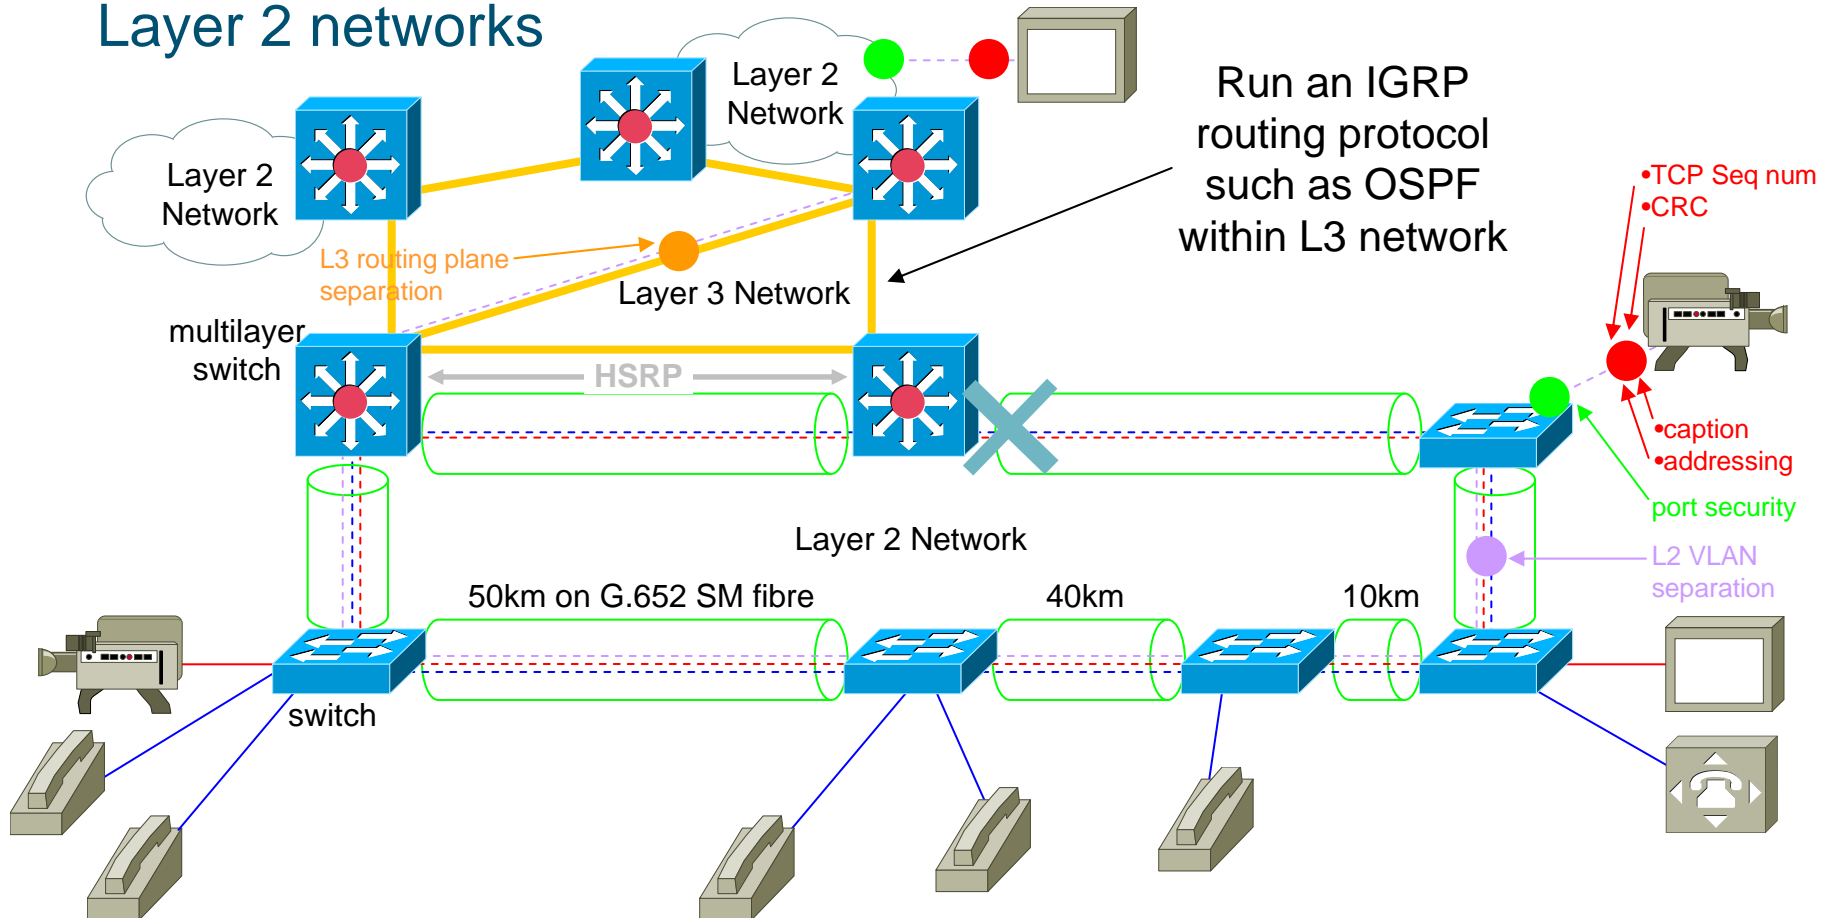 Layer 2 networks
Layer 2
Network
Layer 2
Network
Run an IGRP
routing protocol
such as OSPF
within L3 network
•TCP Seq num
•CRC
L3 routing plane
separation
Layer 3 Network
multilayer
switch
HSRP
•caption
•addressing
port security
Layer 2 Network
L2 VLAN
separation
50km on G.652 SM fibre
40km
10km
switch